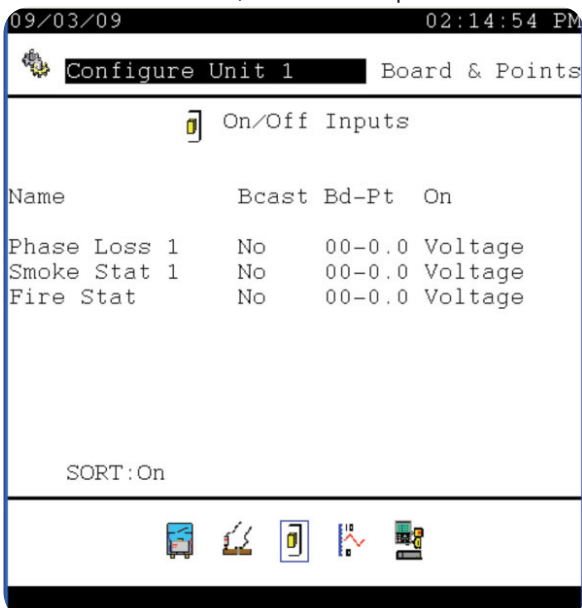 09/03/09 02:14:54 PM
Configure Unit 1 Board & Points
On/Off Inputs
Name Bcast Bd-Pt On
Phase Loss 1 No 00-0.0 Voltage
Smoke Stat 1 No 00-0.0 Voltage
Fire Stat No 00-0.0 Voltage
SORT:On